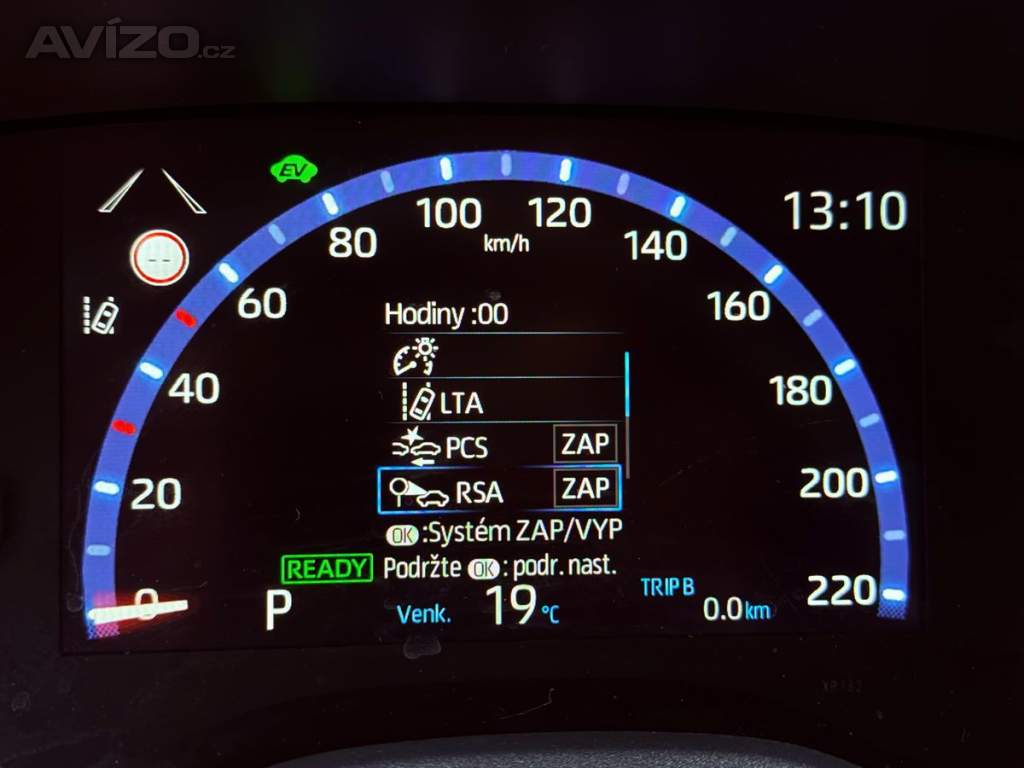 AVÍZO.cz
EV
13:10
0
20
40
60
80
100
120
140
160
180
200
220
km/h
--
Hodiny :00
LTA
PCS ZAP
RSA ZAP
OK :Systém ZAP/VYP
Podržte OK : podr. nast.
READY
P
Venk. 19 °C
TRIP B
0.0 km